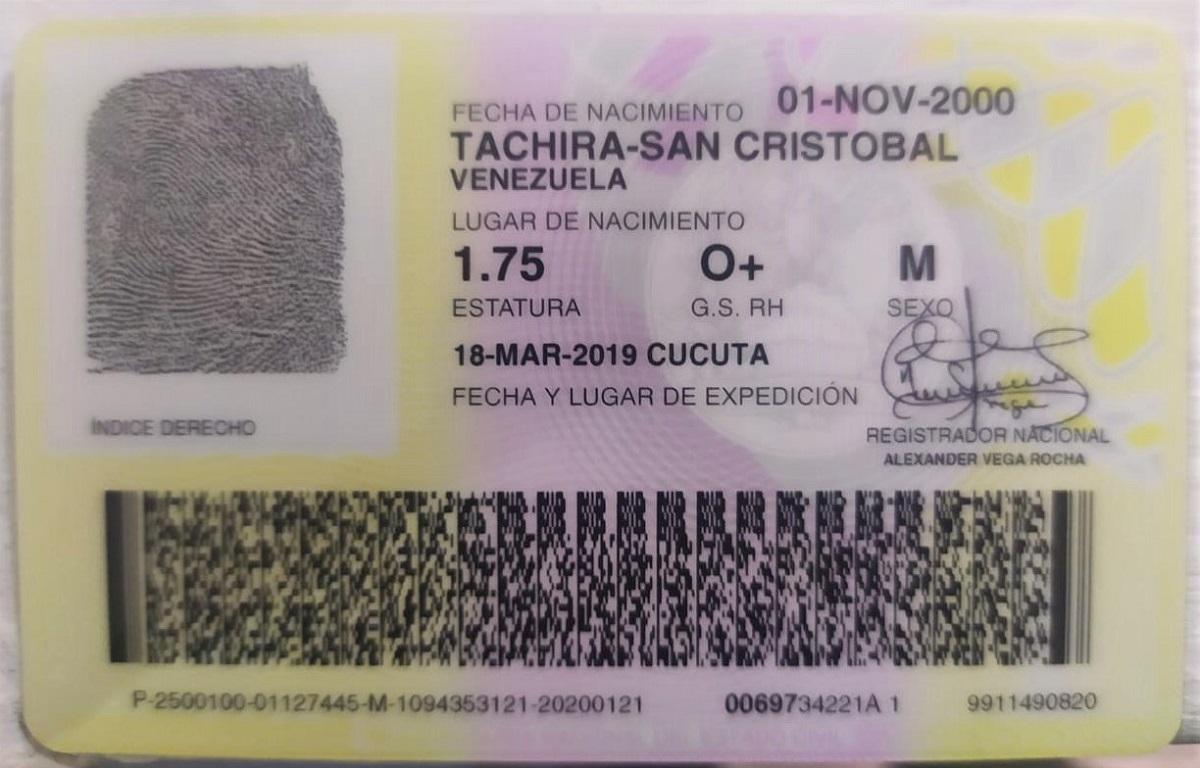 FECHA DE NACIMIENTO 01-NOV-2000
TACHIRA-SAN CRISTOBAL
VENEZUELA
LUGAR DE NACIMIENTO
1.75 O+ M
ESTATURA G.S. RH SEXO
18-MAR-2019 CUCUTA
FECHA Y LUGAR DE EXPEDICIÓN
ÍNDICE DERECHO
REGISTRADOR NACIONAL
ALEXANDER VEGA ROCHA
P-2500100-01127445-M-1094353121-20200121 0069734221A 1 9911490820